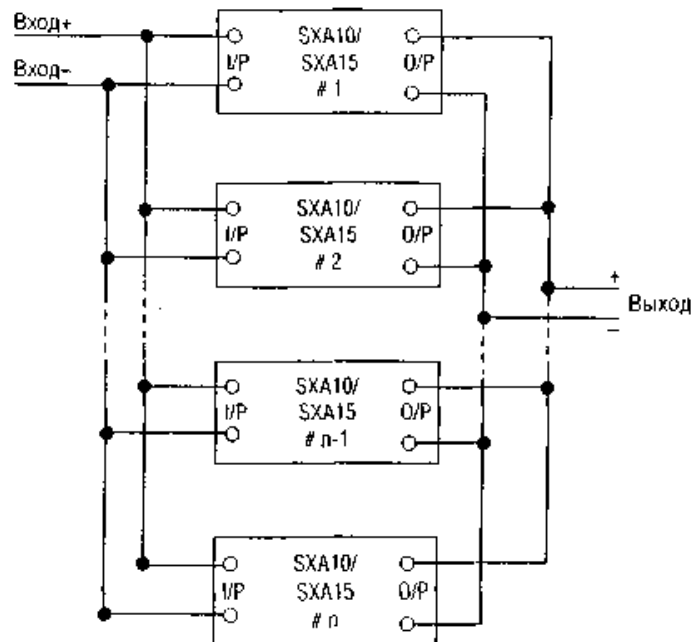 Вход+
Вход–
I/P
SXA10/
SXA15
# 1
O/P
I/P
SXA10/
SXA15
# 2
O/P
+
Выход
–
I/P
SXA10/
SXA15
# n-1
O/P
I/P
SXA10/
SXA15
# n
O/P